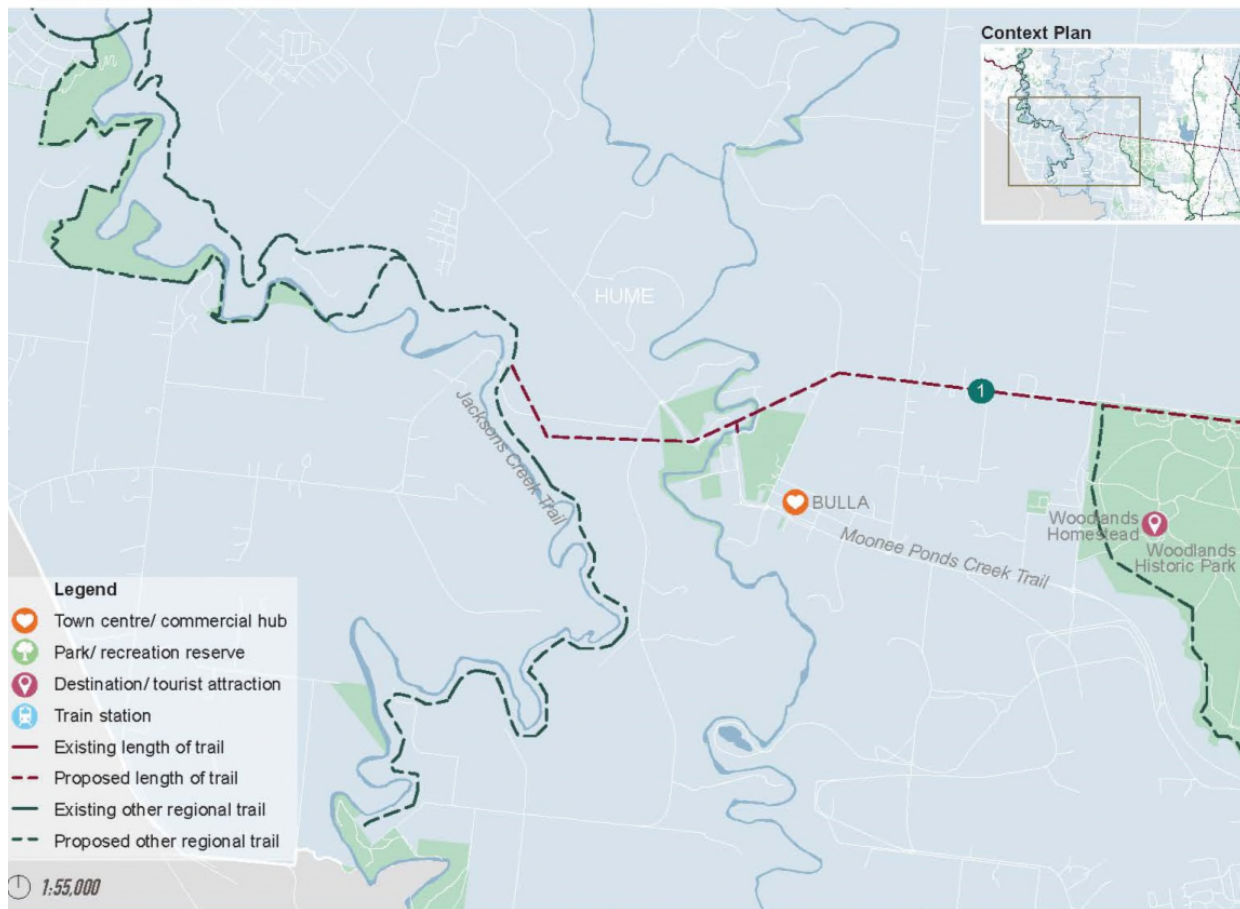 Context Plan
HUME
1
Jacksons Creek Trail
BULLA
Moonee Ponds Creek Trail
Woodlands
Homestead
Woodlands
Historic Park
Legend
Town centre/ commercial hub
Park/ recreation reserve
Destination/ tourist attraction
Train station
Existing length of trail
Proposed length of trail
Existing other regional trail
Proposed other regional trail
1:55,000